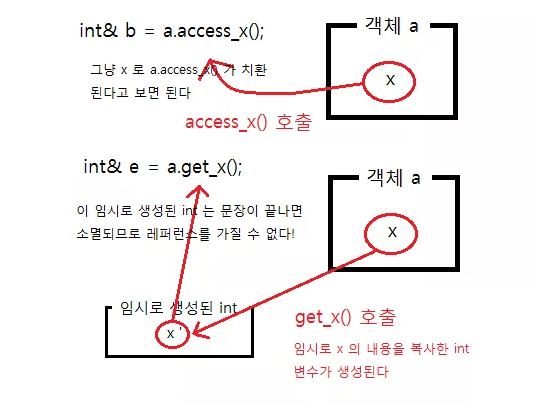 int& b = a.access_x();
객체 a
그냥 x 로 a.access_x() 가 치환
된다고 보면 된다
x
access_x() 호출
int& e = a.get_x();
객체 a
이 임시로 생성된 int 는 문장이 끝나면
소멸되므로 레퍼런스를 가질 수 없다!
x
임시로 생성된 int
x '
get_x() 호출
임시로 x 의 내용을 복사한 int
변수가 생성된다